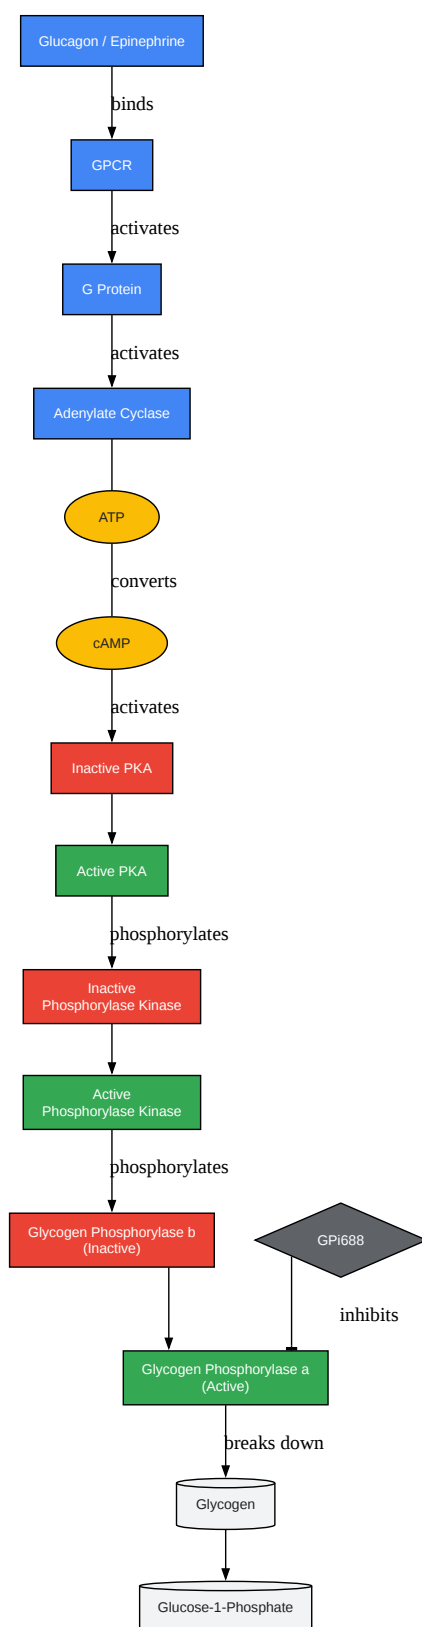 Glucagon / Epinephrine
binds
GPCR
activates
G Protein
activates
Adenylate Cyclase
ATP
converts
cAMP
activates
Inactive PKA
Active PKA
phosphorylates
Inactive
Phosphorylase Kinase
Active
Phosphorylase Kinase
phosphorylates
Glycogen Phosphorylase b
(Inactive)
GPi688
inhibits
Glycogen Phosphorylase a
(Active)
breaks down
Glycogen
Glucose-1-Phosphate